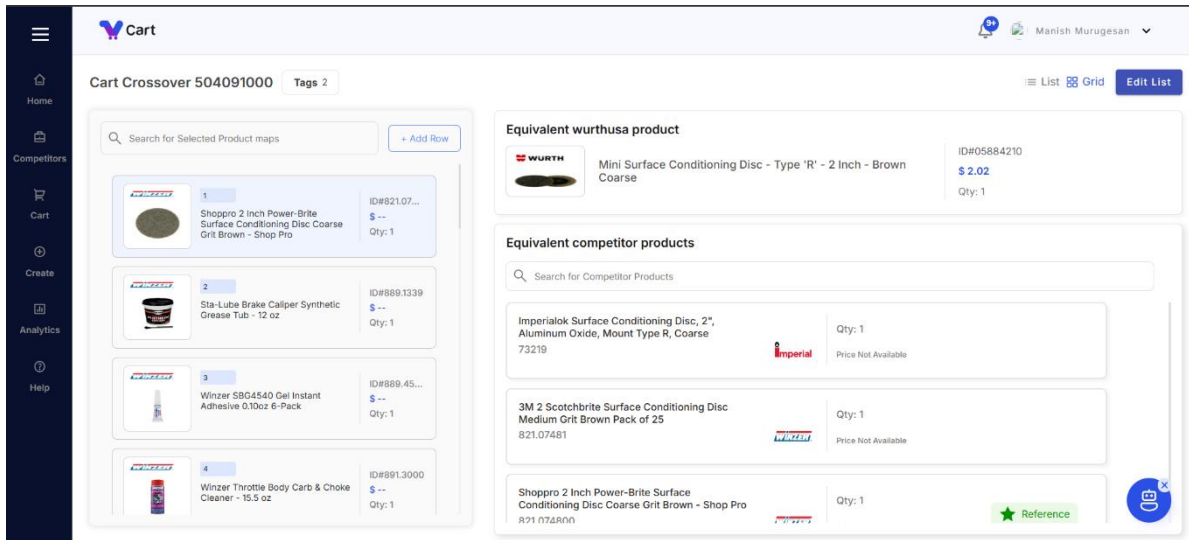 Cart
9+
Manish Murugesan
Home
Competitors
Cart
Create
Analytics
Help
Cart Crossover 504091000
Tags 2
List
Grid
Edit List
Search for Selected Product maps
+ Add Row
1
Shoppro 2 Inch Power-Brite
Surface Conditioning Disc Coarse
Grit Brown - Shop Pro
ID#821.07...
$ --
Qty: 1
2
Sta-Lube Brake Caliper Synthetic
Grease Tub - 12 oz
ID#889.1339
$ --
Qty: 1
3
Winzer SBG4540 Gel Instant
Adhesive 0.10oz 6-Pack
ID#889.45...
$ --
Qty: 1
4
Winzer Throttle Body Carb & Choke
Cleaner - 15.5 oz
ID#891.3000
$ --
Qty: 1
Equivalent wurthusa product
WURTH
Mini Surface Conditioning Disc - Type 'R' - 2 Inch - Brown
Coarse
ID#05884210
$ 2.02
Qty: 1
Equivalent competitor products
Search for Competitor Products
Imperialok Surface Conditioning Disc, 2",
Aluminum Oxide, Mount Type R, Coarse
73219
Imperial
Qty: 1
Price Not Available
3M 2 Scotchbrite Surface Conditioning Disc
Medium Grit Brown Pack of 25
821.07481
WINZER
Qty: 1
Price Not Available
Shoppro 2 Inch Power-Brite Surface
Conditioning Disc Coarse Grit Brown - Shop Pro
821.074800
Qty: 1
Reference